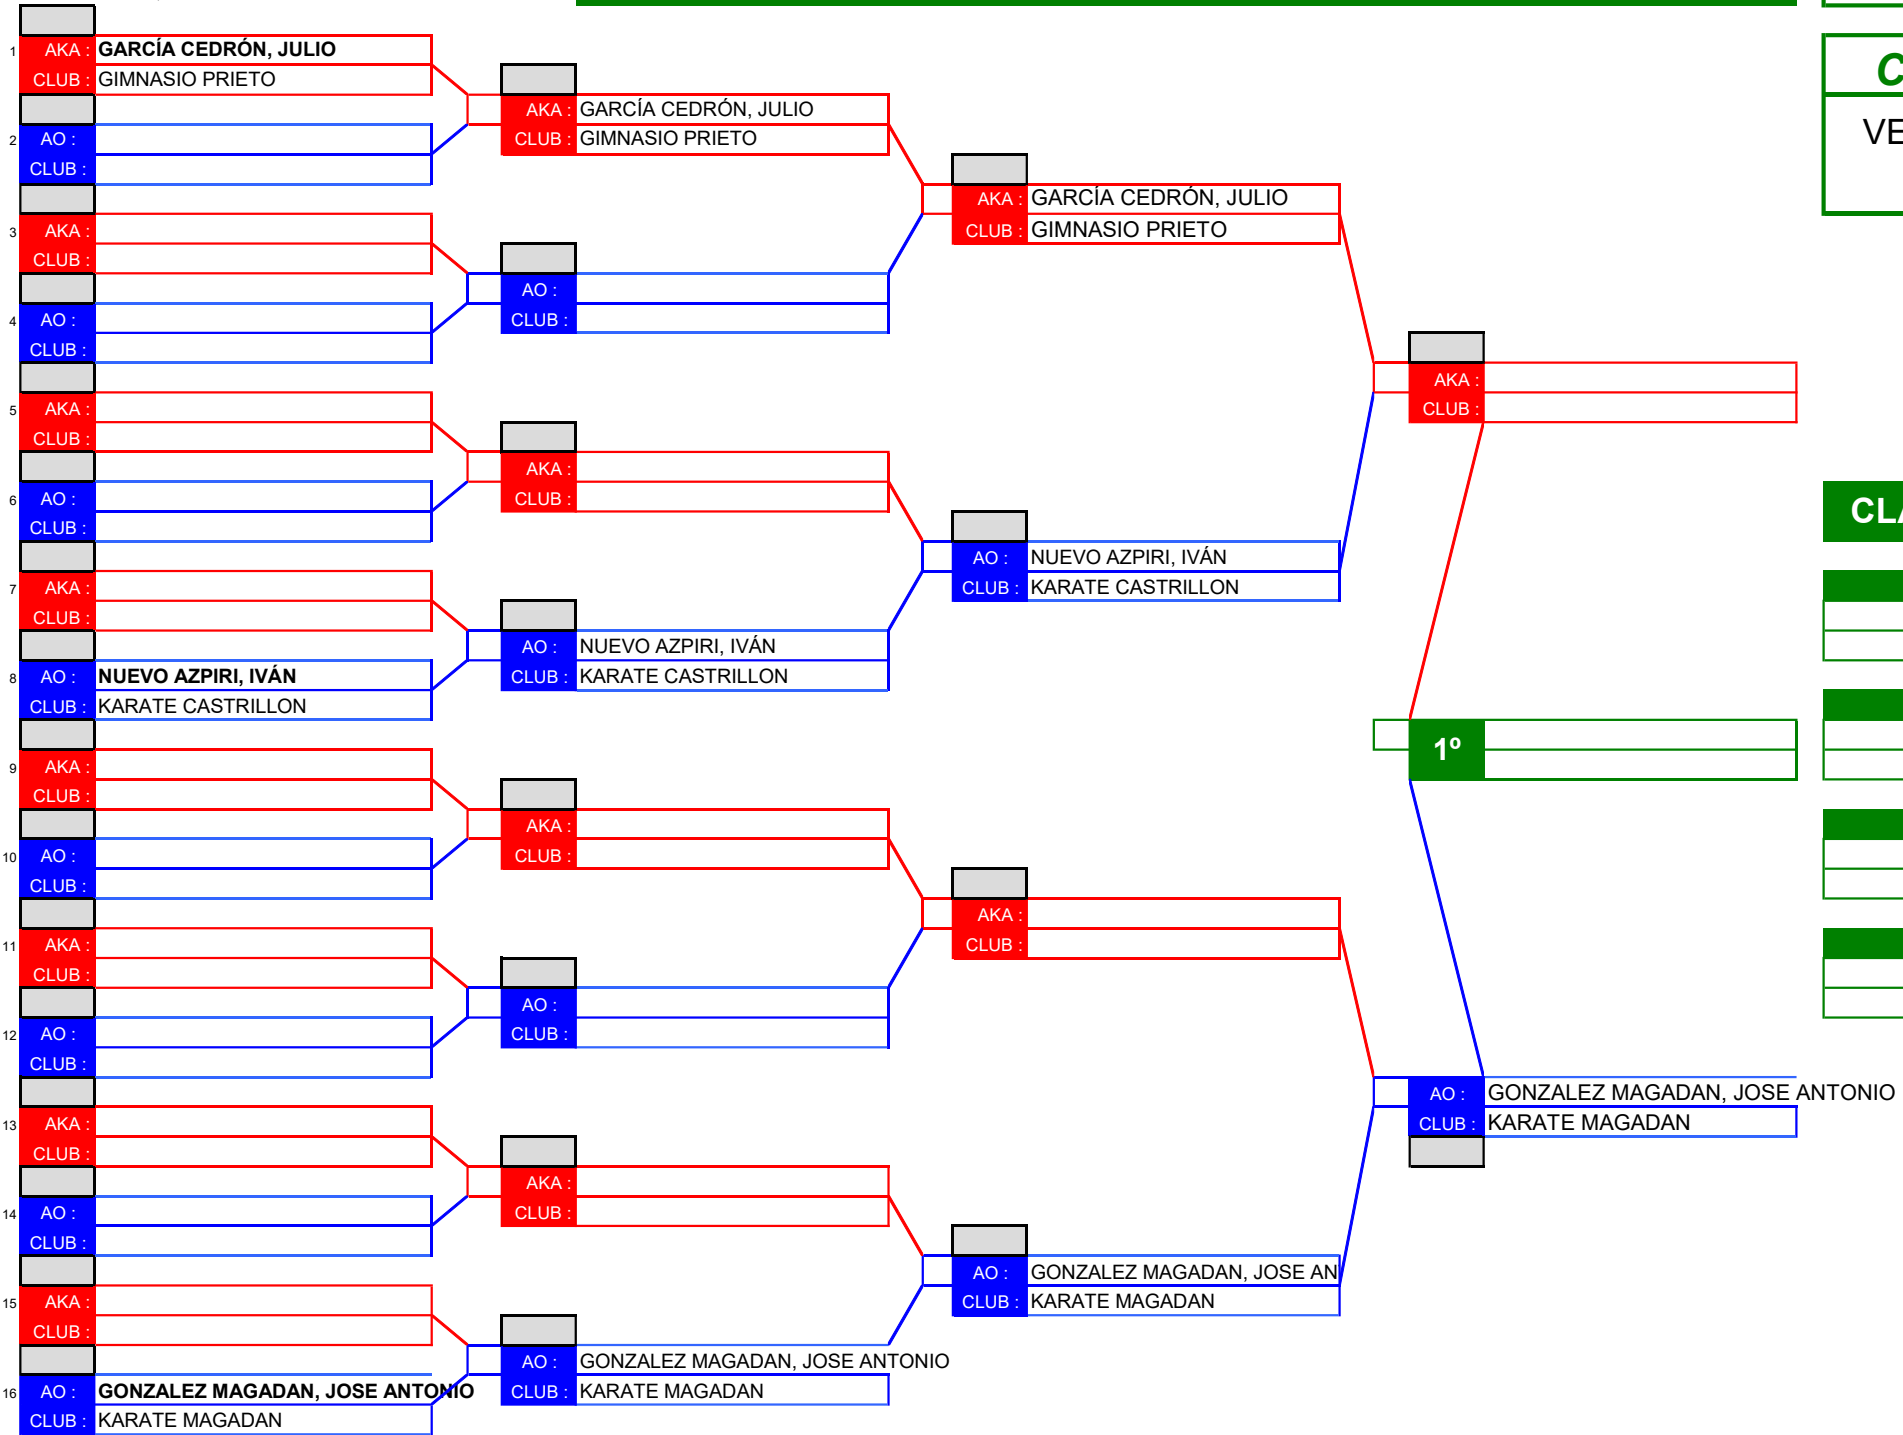 1 AKA : GARCÍA CEDRÓN, JULIO
CLUB : GIMNASIO PRIETO
2 AO :
CLUB :
3 AKA :
CLUB :
4 AO :
CLUB :
5 AKA :
CLUB :
6 AO :
CLUB :
7 AKA :
CLUB :
8 AO : NUEVO AZPIRI, IVÁN
CLUB : KARATE CASTRILLON
9 AKA :
CLUB :
10 AO :
CLUB :
11 AKA :
CLUB :
12 AO :
CLUB :
13 AKA :
CLUB :
14 AO :
CLUB :
15 AKA :
CLUB :
16 AO : GONZALEZ MAGADAN, JOSE ANTONIO
CLUB : KARATE MAGADAN
AKA : GARCÍA CEDRÓN, JULIO
CLUB : GIMNASIO PRIETO
AO :
CLUB :
AKA :
CLUB :
AO : NUEVO AZPIRI, IVÁN
CLUB : KARATE CASTRILLON
AKA :
CLUB :
AO :
CLUB :
AKA :
CLUB :
AO : GONZALEZ MAGADAN, JOSE ANTONIO
CLUB : KARATE MAGADAN
AKA : GARCÍA CEDRÓN, JULIO
CLUB : GIMNASIO PRIETO
AO : NUEVO AZPIRI, IVÁN
CLUB : KARATE CASTRILLON
AKA :
CLUB :
AO : GONZALEZ MAGADAN, JOSE AN
CLUB : KARATE MAGADAN
AKA :
CLUB :
1º
AO : GONZALEZ MAGADAN, JOSE ANTONIO
CLUB : KARATE MAGADAN
C
VE
CLA